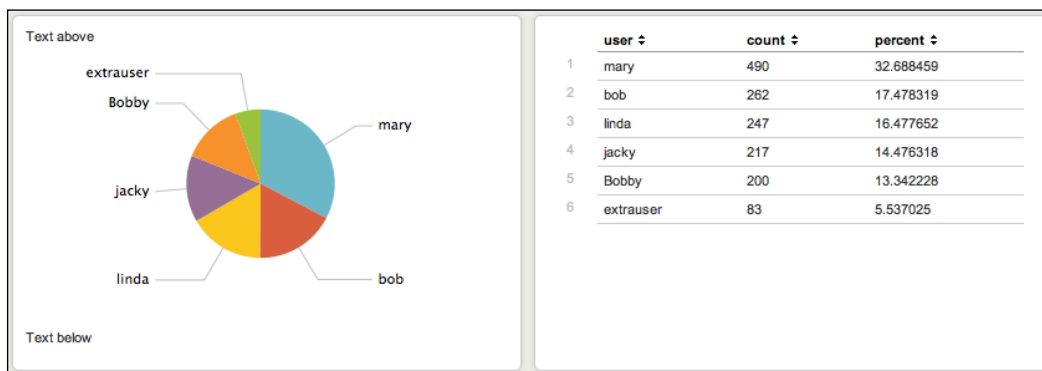 Text above
extrauser
Bobby
mary
jacky
linda
bob
Text below
user count percent
1 mary 490 32.688459
2 bob 262 17.478319
3 linda 247 16.477652
4 jacky 217 14.476318
5 Bobby 200 13.342228
6 extrauser 83 5.537025